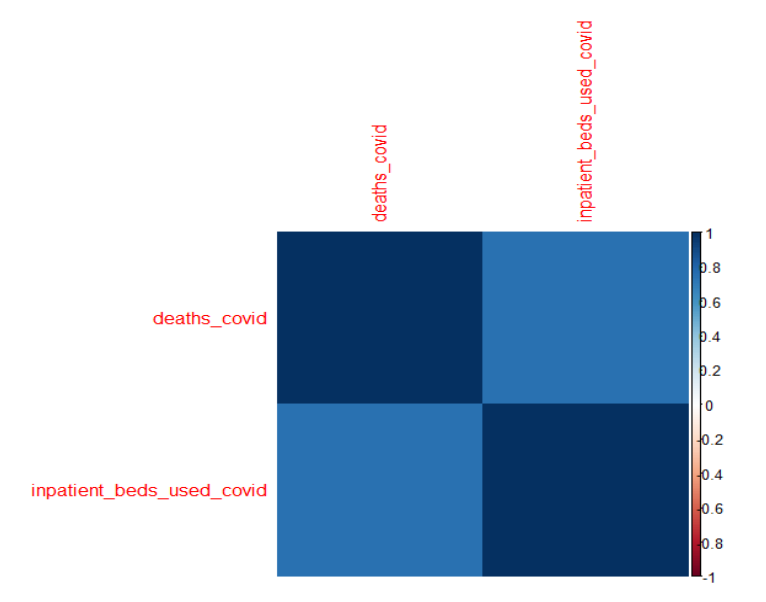 deaths_covid
inpatient_beds_used_covid
deaths_covid
inpatient_beds_used_covid
1
0.8
0.6
0.4
0.2
0
-0.2
-0.4
-0.6
-0.8
-1